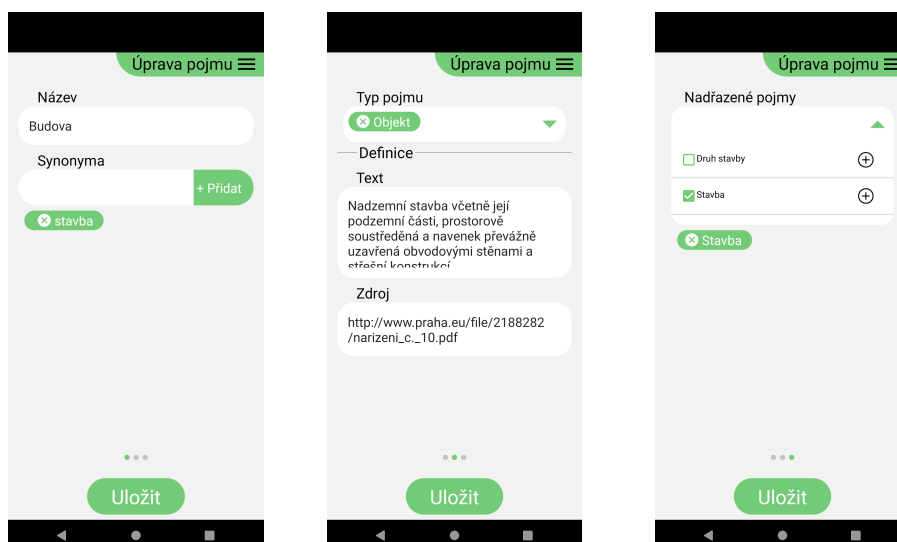 Úprava pojmu
Název
Budova
Synonyma
+ Přidat
stavba
Uložit
Úprava pojmu
Typ pojmu
Objekt
Definice
Text
Nadzemní stavba včetně její
podzemní části, prostorově
soustředěná a navenek převážně
uzavřená obvodovými stěnami a
střešní konstrukcí
Zdroj
http://www.praha.eu/file/2188282
/narizeni_c._10.pdf
Uložit
Úprava pojmu
Nadřazené pojmy
Druh stavby
Stavba
Stavba
Uložit